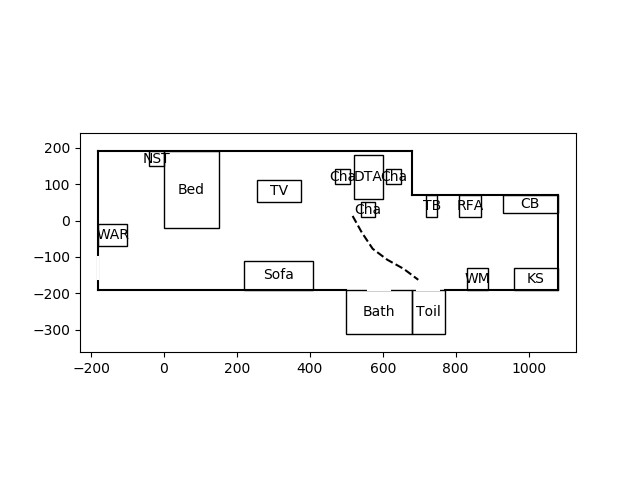 200
100
0
−100
−200
−300
−200
0
200
400
600
800
1000
NST
Bed
WAR
TV
Sofa
Cha
DTA
Cha
Cha
TB
RFA
CB
WM
KS
Bath
Toil